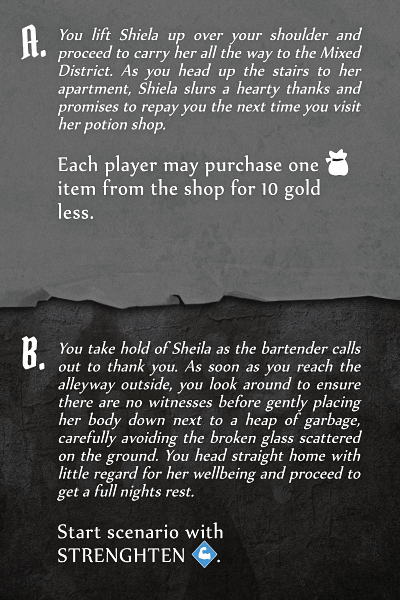 A.
You lift Shiela up over your shoulder and
proceed to carry her all the way to the Mixed
District. As you head up the stairs to her
apartment, Shiela slurs a hearty thanks and
promises to repay you the next time you visit
her potion shop.
Each player may purchase one
item from the shop for 10 gold
less.
B.
You take hold of Sheila as the bartender calls
out to thank you. As soon as you reach the
alleyway outside, you look around to ensure
there are no witnesses before gently placing
her body down next to a heap of garbage,
carefully avoiding the broken glass scattered
on the ground. You head straight home with
little regard for her wellbeing and proceed to
get a full nights rest.
Start scenario with
STRENGHTEN .